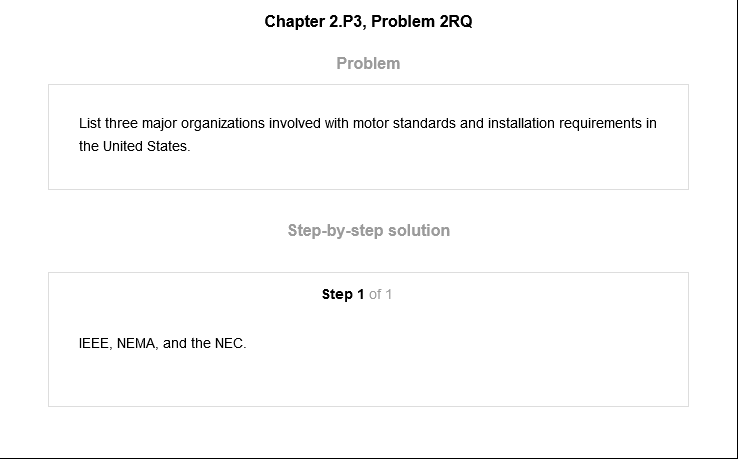 Chapter 2.P3, Problem 2RQ
Problem
List three major organizations involved with motor standards and installation requirements in
the United States.
Step-by-step solution
Step 1 of 1
IEEE, NEMA, and the NEC.